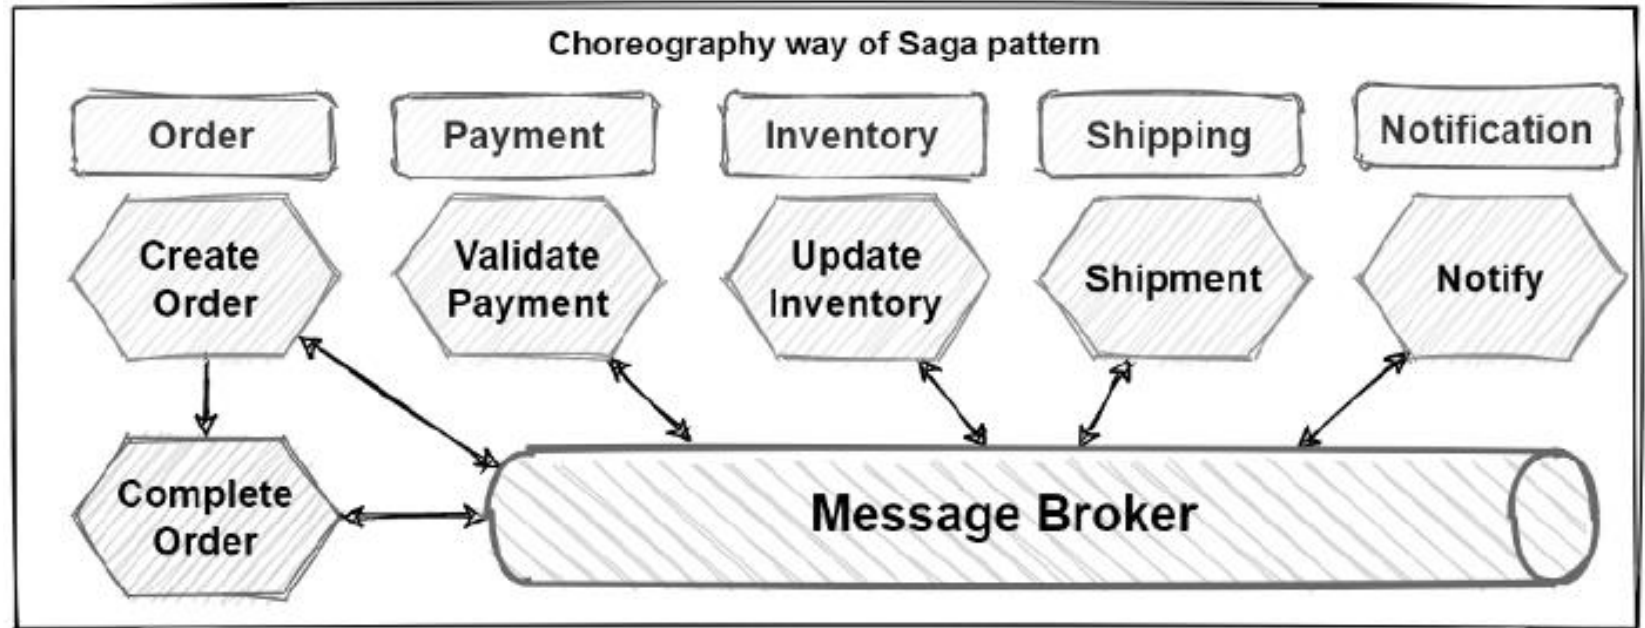 Choreography way of Saga pattern
Order
Payment
Inventory
Shipping
Notification
Create
Order
Validate
Payment
Update
Inventory
Shipment
Notify
Complete
Order
Message Broker